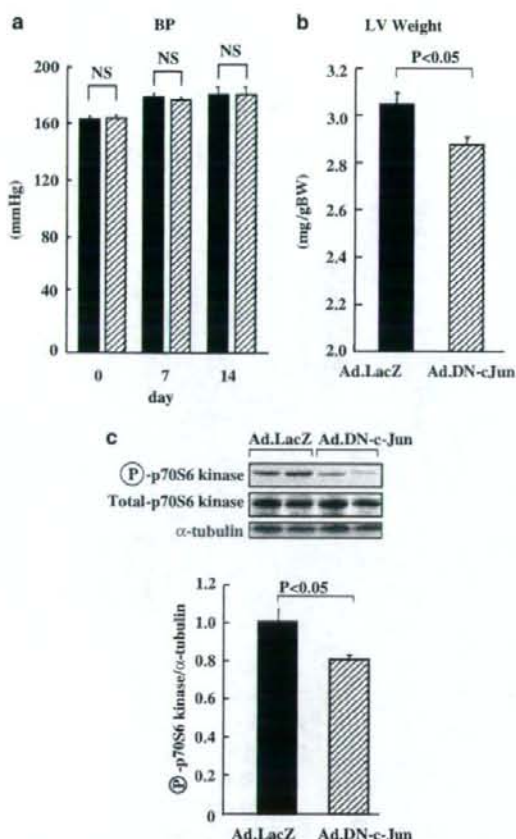 a
BP
NS
NS
NS
200
160
120
80
40
0
(mmHg)
0 7 14
day
b
LV Weight
P<0.05
3.2
3.0
2.8
2.6
2.4
2.2
2.0
(mg/gBW)
Ad.LacZ Ad.DN-cJun
c
Ad.LacZ Ad.DN-c-Jun
P-p70S6 kinase
Total-p70S6 kinase
α-tubulin
P<0.05
1.2
1.0
0.8
0.6
0.4
0.2
0
P-p70S6 kinase/α-tubulin
Ad.LacZ Ad.DN-c-Jun